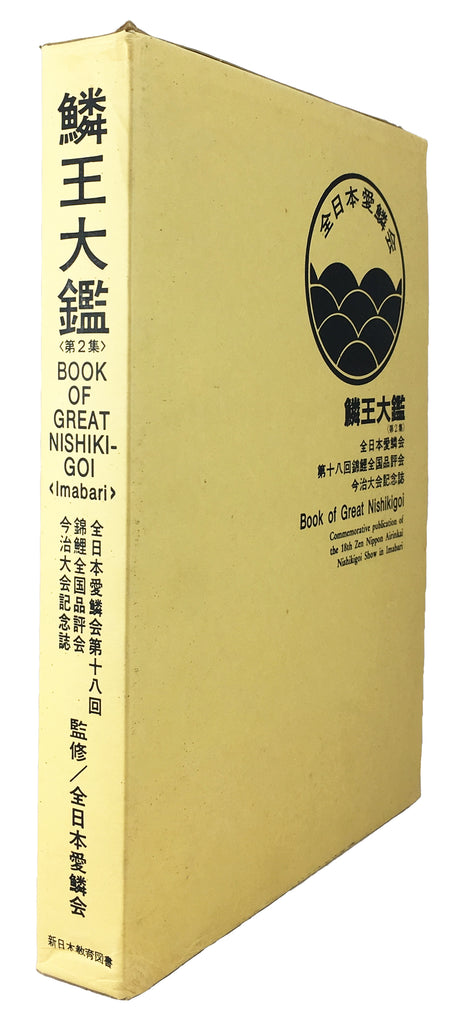 鱗王大鑑
〈第2集〉
BOOK
OF
GREAT
NISHIKI-
GOI
<Imabari>
全日本愛鱗会第十八回
錦鯉全国品評会
今治大会記念誌
監修／全日本愛鱗会
新日本教育図書
全日本愛鱗会
鱗王大鑑
〈第2集〉
全日本愛鱗会
第十八回錦鯉全国品評会
今治大会記念誌
Book of Great Nishikigoi
Commemorative publication of
the 18th Zen Nippon Airinkai
Nishikigoi Show in Imabari